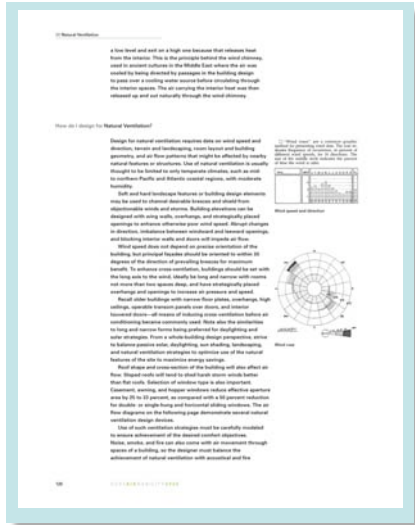 Natural Ventilation
a low level and exit on a high one because that releases heat
from the interior. This is the principle behind the wind chimney,
used in ancient cultures in the Middle East where the air was
cooled by being directed by passages in the building design
to pass over a cooling water source before circulating through
the interior spaces. The air carrying the interior heat was then
released up and out naturally through the wind chimney.
How do I design for Natural Ventilation?
Design for natural ventilation requires data on wind speed and
direction, terrain and landscaping, room layout and building
geometry, and air flow patterns that might be affected by nearby
natural features or structures. Use of natural ventilation is usually
thought to be limited to only temperate climates, such as most
to northern Pacific and Atlantic coastal regions, with moderate
humidity.
Soft and hard landscape features or building design elements
may be used to channel desirable breezes and shield from
objectionable winds and storms. Building elevations can be
designed with wing walls, overhangs, and strategically placed
openings to enhance otherwise poor wind speed. Abrupt changes
in direction, imbalance between windward and leeward openings,
and blocking interior walls and doors will impede air flow.
Wind speed does not depend on precise orientation of the
building, but principal façades should be oriented to within 30
degrees of the direction of prevailing breezes for maximum
benefit. To enhance cross-ventilation, buildings should be set with
the long axis to the wind, ideally be long and narrow with rooms
not more than two spaces deep, and have strategically placed
overhangs and openings to increase air pressure and speed.
Recall older buildings with narrow floor plates, overhangs, high
ceilings, operable transom panels over doors, and interior
louvered doors—all means of inducing cross ventilation before air
conditioning became commonly used. Note also the similarities
to long and narrow forms being preferred for daylighting and
solar strategies. From a whole-building design perspective, strive
to balance passive solar, daylighting, sun shading, landscaping,
and natural ventilation strategies to optimize use of the natural
features of the site to maximize energy savings.
Roof shape and cross-section of the building will also affect air
flow. Sloped roofs will tend to shed harsh storm winds better
than flat roofs. Selection of window type is also important.
Casement, awning, and hopper windows reduce effective aperture
area by 25 to 33 percent, as compared with a 50 percent reduction
for double- or single-hung and horizontal sliding windows. The air
flow diagrams on the following page demonstrate several natural
ventilation design devices.
Use of such ventilation strategies must be carefully modeled
to ensure achievement of the desired comfort objectives.
Noise, smoke, and fire can also come with air movement through
spaces of a building, so the designer must balance the
achievement of natural ventilation with acoustical and fire
Wind speed and direction
Wind rose